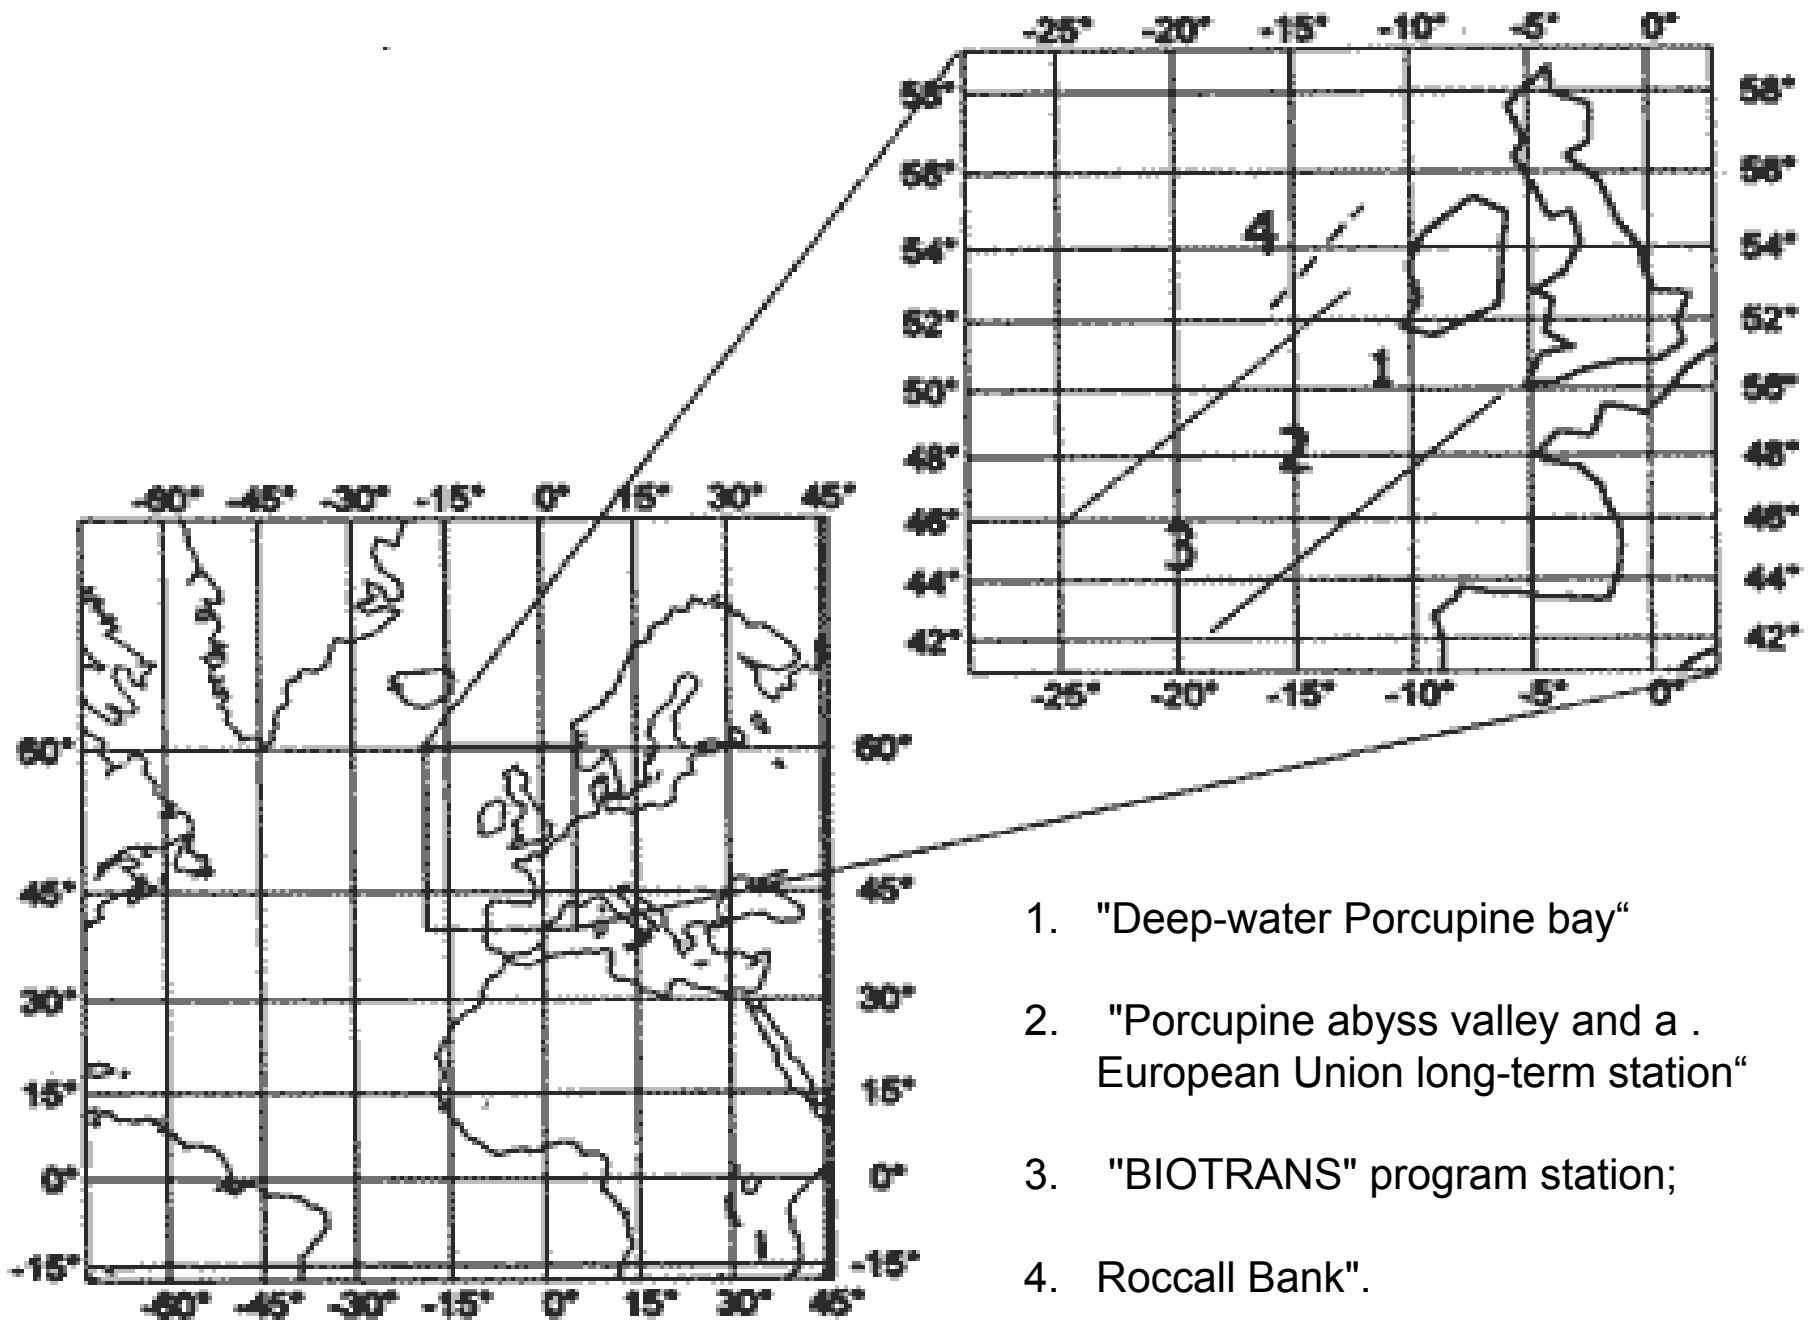 -25° -20° -15° -10° -5° 0°
58° 58°
56° 56°
54° 54°
52° 52°
50° 50°
48° 48°
46° 46°
44° 44°
42° 42°
-25° -20° -15° -10° -5° 0°
4
1
2
3
-60° -45° -30° -15° 0° 15° 30° 45°
60° 60°
45° 45°
30° 30°
15° 15°
0° 0°
-15° -15°
-60° -45° -30° -15° 0° 15° 30° 45°
1. "Deep-water Porcupine bay“
2. "Porcupine abyss valley and a .
European Union long-term station“
3. "BIOTRANS" program station;
4. Roccall Bank".